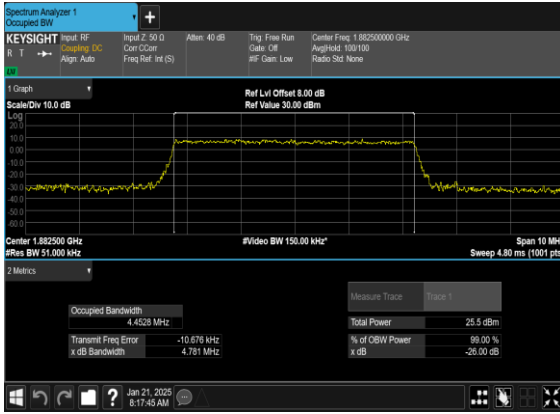 Spectrum Analyzer 1
Occupied BW
+
KEYSIGHT Input: RF Input Z: 50 Ω Atten: 40 dB Trig: Free Run Center Freq: 1.882500000 GHz
R T Coupling: DC Corr CCorr Gate: Off Avg|Hold: 100/100
Align: Auto Freq Ref: Int (S) #IF Gain: Low Radio Std: None
1 Graph
Ref Lvl Offset 8.00 dB
Scale/Div 10.0 dB Ref Value 30.00 dBm
Log
20.0
10.0
0.00
-10.0
-20.0
-30.0
-40.0
-50.0
-60.0
Center 1.882500 GHz #Video BW 150.00 kHz* Span 10 MH
#Res BW 51.000 kHz Sweep 4.80 ms (1001 pts
2 Metrics
Measure Trace Trace 1
Occupied Bandwidth
4.4528 MHz Total Power 25.5 dBm
Transmit Freq Error -10.676 kHz % of OBW Power 99.00 %
x dB Bandwidth 4.781 MHz x dB -26.00 dB
? Jan 21, 2025
8:17:45 AM